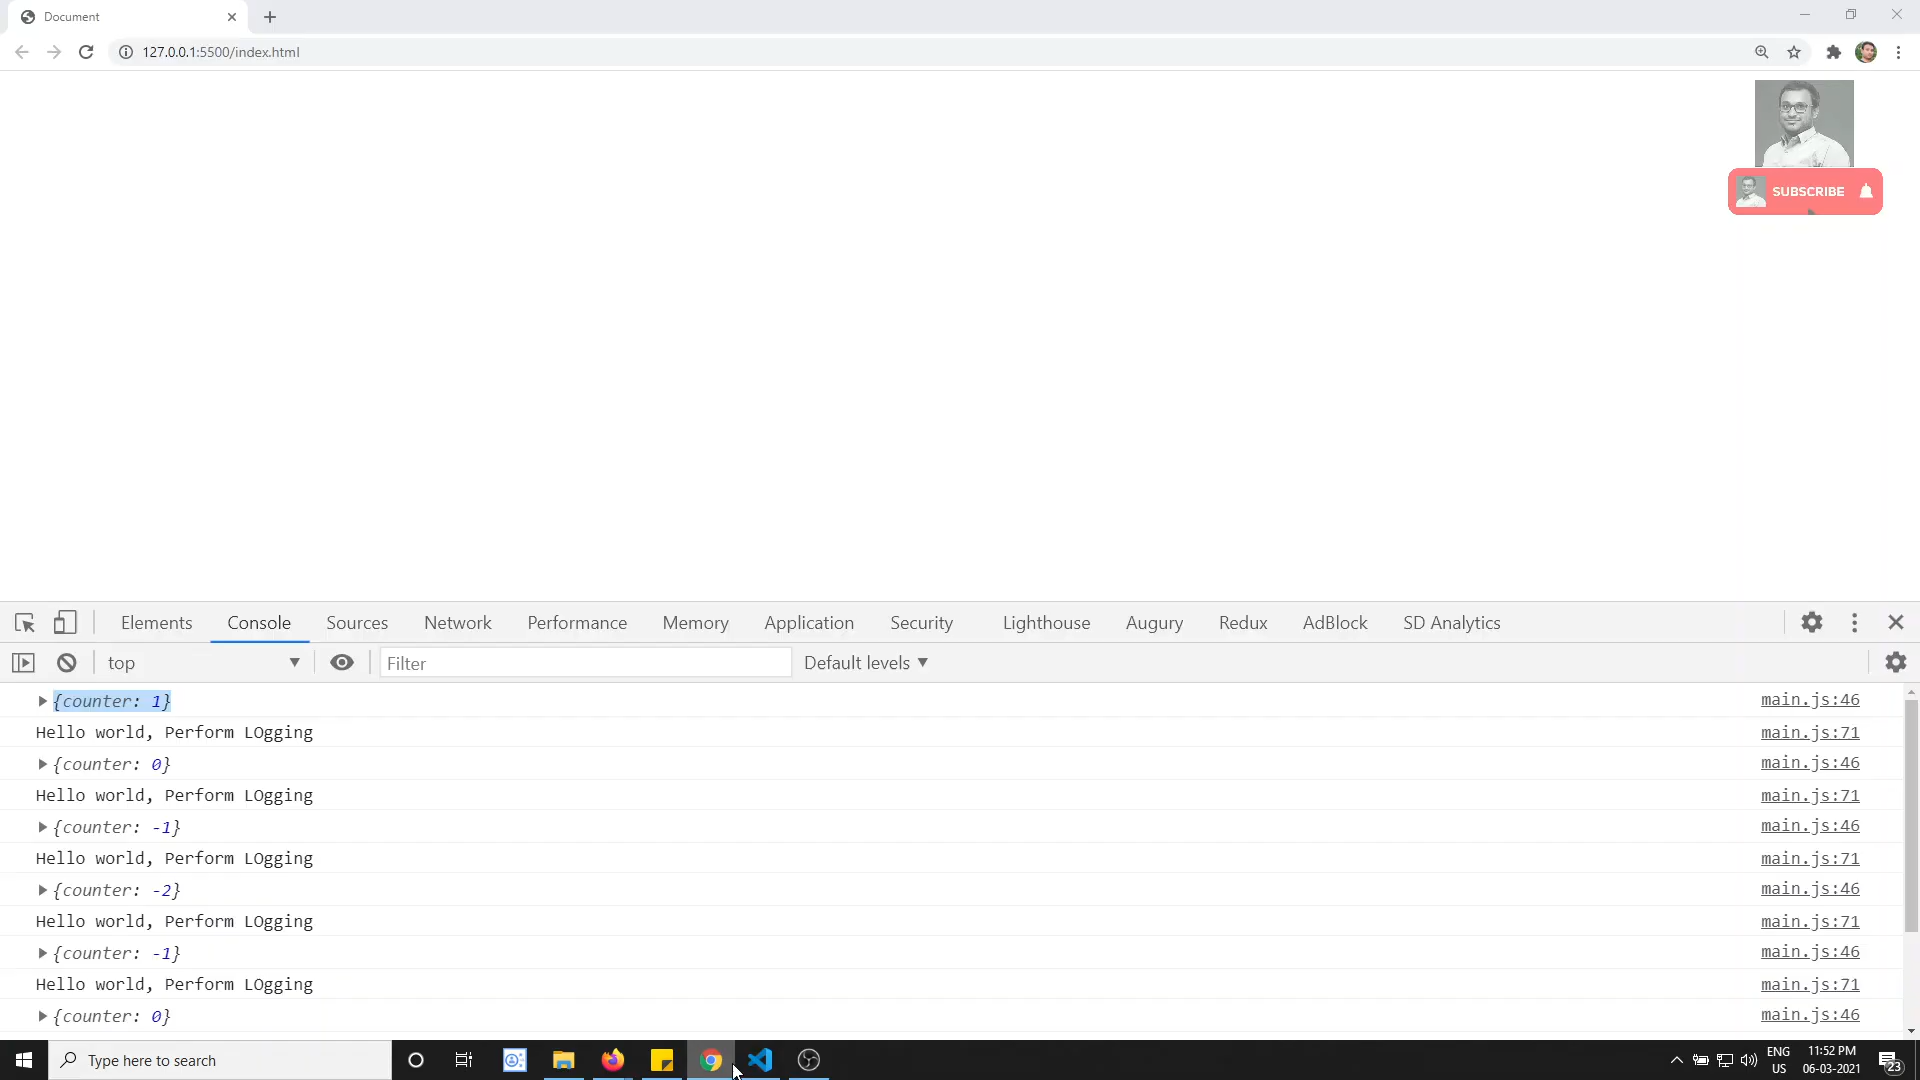 Document
127.0.0.1:5500/index.html
SUBSCRIBE
Elements Console Sources Network Performance Memory Application Security Lighthouse Augury Redux AdBlock SD Analytics
top Filter Default levels
{counter: 1} main.js:46
Hello world, Perform LOgging main.js:71
{counter: 0} main.js:46
Hello world, Perform LOgging main.js:71
{counter: -1} main.js:46
Hello world, Perform LOgging main.js:71
{counter: -2} main.js:46
Hello world, Perform LOgging main.js:71
{counter: -1} main.js:46
Hello world, Perform LOgging main.js:71
{counter: 0} main.js:46
Type here to search
ENG 11:52 PM
US 06-03-2021 23